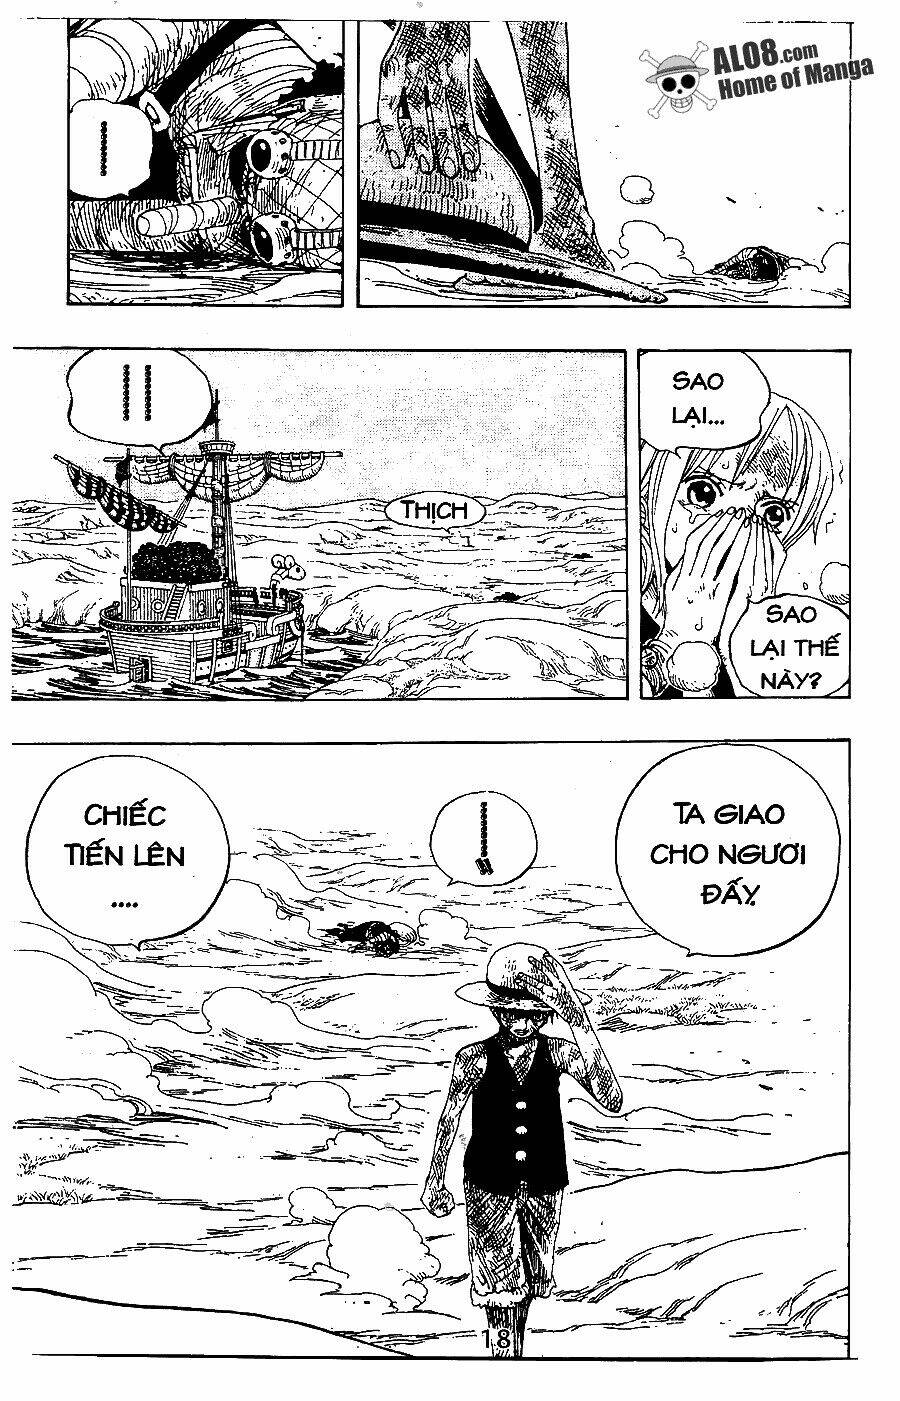 AL08.com
Home of Manga
SAO
LẠI...
SAO
LẠI THẾ
NÀY?
THỊCH
TA GIAO
CHO NGƯƠI
ĐẤY.
CHIẾC
TIẾN LÊN
....
18